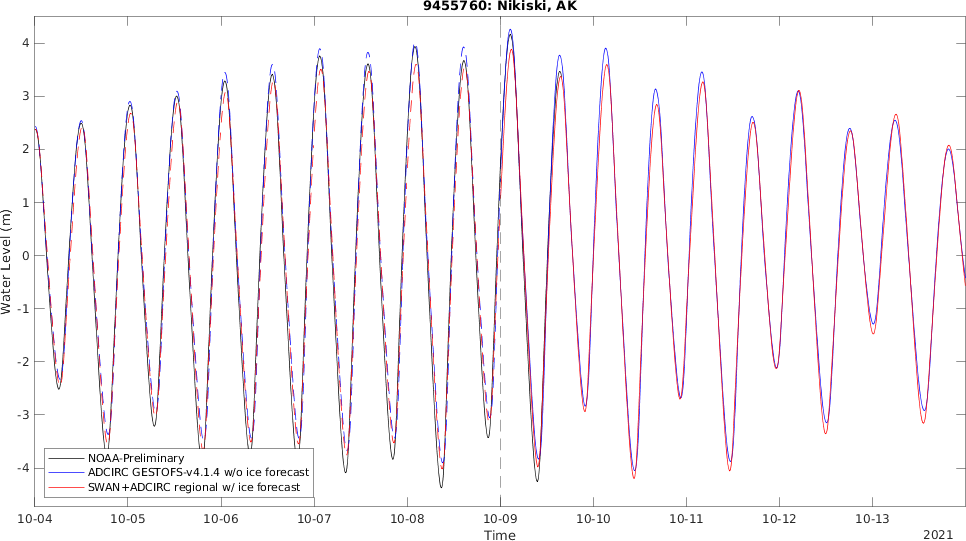 9455760: Nikiski, AK
Water Level (m)
4
3
2
1
0
-1
-2
-3
-4
NOAA-Preliminary
ADCIRC GESTOFS-v4.1.4 w/o ice forecast
SWAN+ADCIRC regional w/ ice forecast
10-04 10-05 10-06 10-07 10-08 10-09 10-10 10-11 10-12 10-13
Time
2021